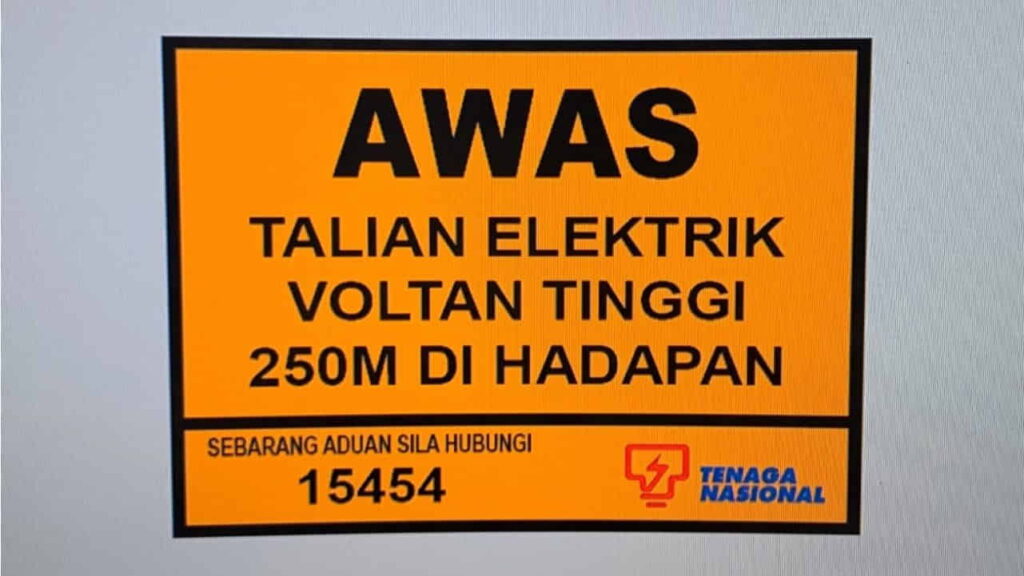 AWAS
TALIAN ELEKTRIK
VOLTAN TINGGI
250M DI HADAPAN
SEBARANG ADUAN SILA HUBUNGI
15454
TENAGA
NASIONAL